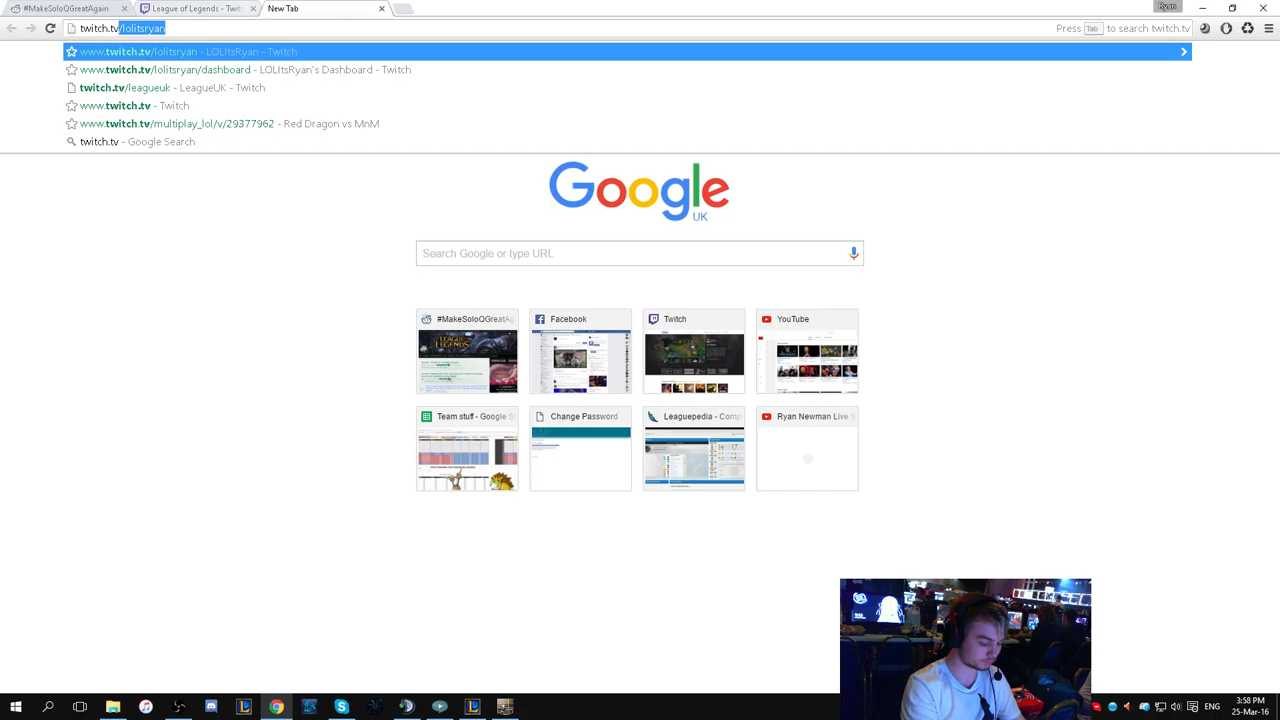 #MakeSoloQGreatAgain
League of Legends - Twit
New Tab
Ryan
twitch.tv/lolitsryan
Press Tab to search twitch.tv
www.twitch.tv/lolitsryan - LOLItsRyan - Twitch
www.twitch.tv/lolitsryan/dashboard - LOLItsRyan's Dashboard - Twitch
twitch.tv/leagueuk - LeagueUK - Twitch
www.twitch.tv - Twitch
www.twitch.tv/multiplay_lol/v/29377962 - Red Dragon vs MnM
twitch.tv - Google Search
Google
UK
Search Google or type URL
#MakeSoloQGreatAg
Facebook
Twitch
YouTube
LEAGUE LEGENDS
Team stuff - Google S
Change Password
Leaguepedia - Comp
Ryan Newman Live S
ENG
3:58 PM
25-Mar-16